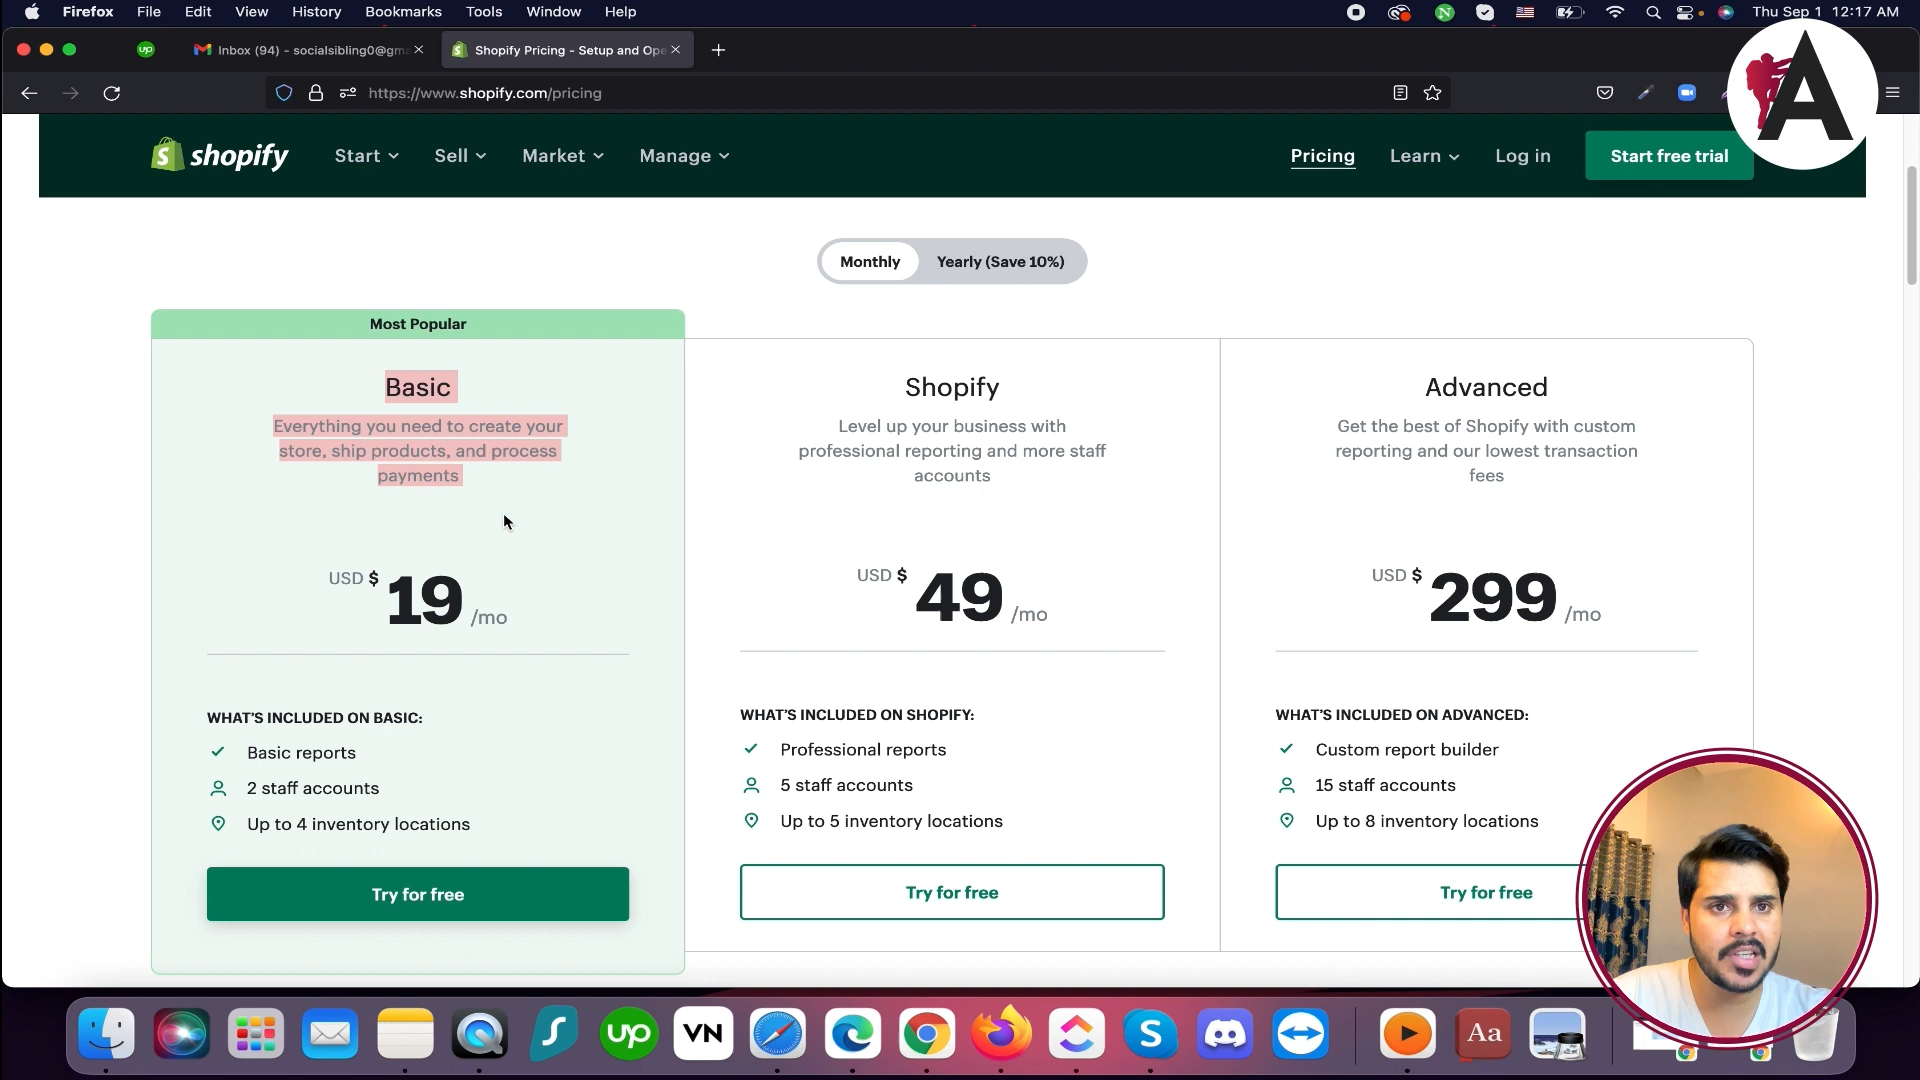 Firefox File Edit View History Bookmarks Tools Window Help
Thu Sep 1 12:17 AM
up Inbox (94) - socialsibling0@gm Shopify Pricing - Setup and Ope
https://www.shopify.com/pricing
A
shopify Start Sell Market Manage Pricing Learn Log in Start free trial
Monthly Yearly (Save 10%)
Most Popular
Basic
Everything you need to create your
store, ship products, and process
payments
USD $ 19 /mo
WHAT'S INCLUDED ON BASIC:
Basic reports
2 staff accounts
Up to 4 inventory locations
Try for free
Shopify
Level up your business with
professional reporting and more staff
accounts
USD $ 49 /mo
WHAT'S INCLUDED ON SHOPIFY:
Professional reports
5 staff accounts
Up to 5 inventory locations
Try for free
Advanced
Get the best of Shopify with custom
reporting and our lowest transaction
fees
USD $ 299 /mo
WHAT'S INCLUDED ON ADVANCED:
Custom report builder
15 staff accounts
Up to 8 inventory locations
Try for free
up VN S Aa